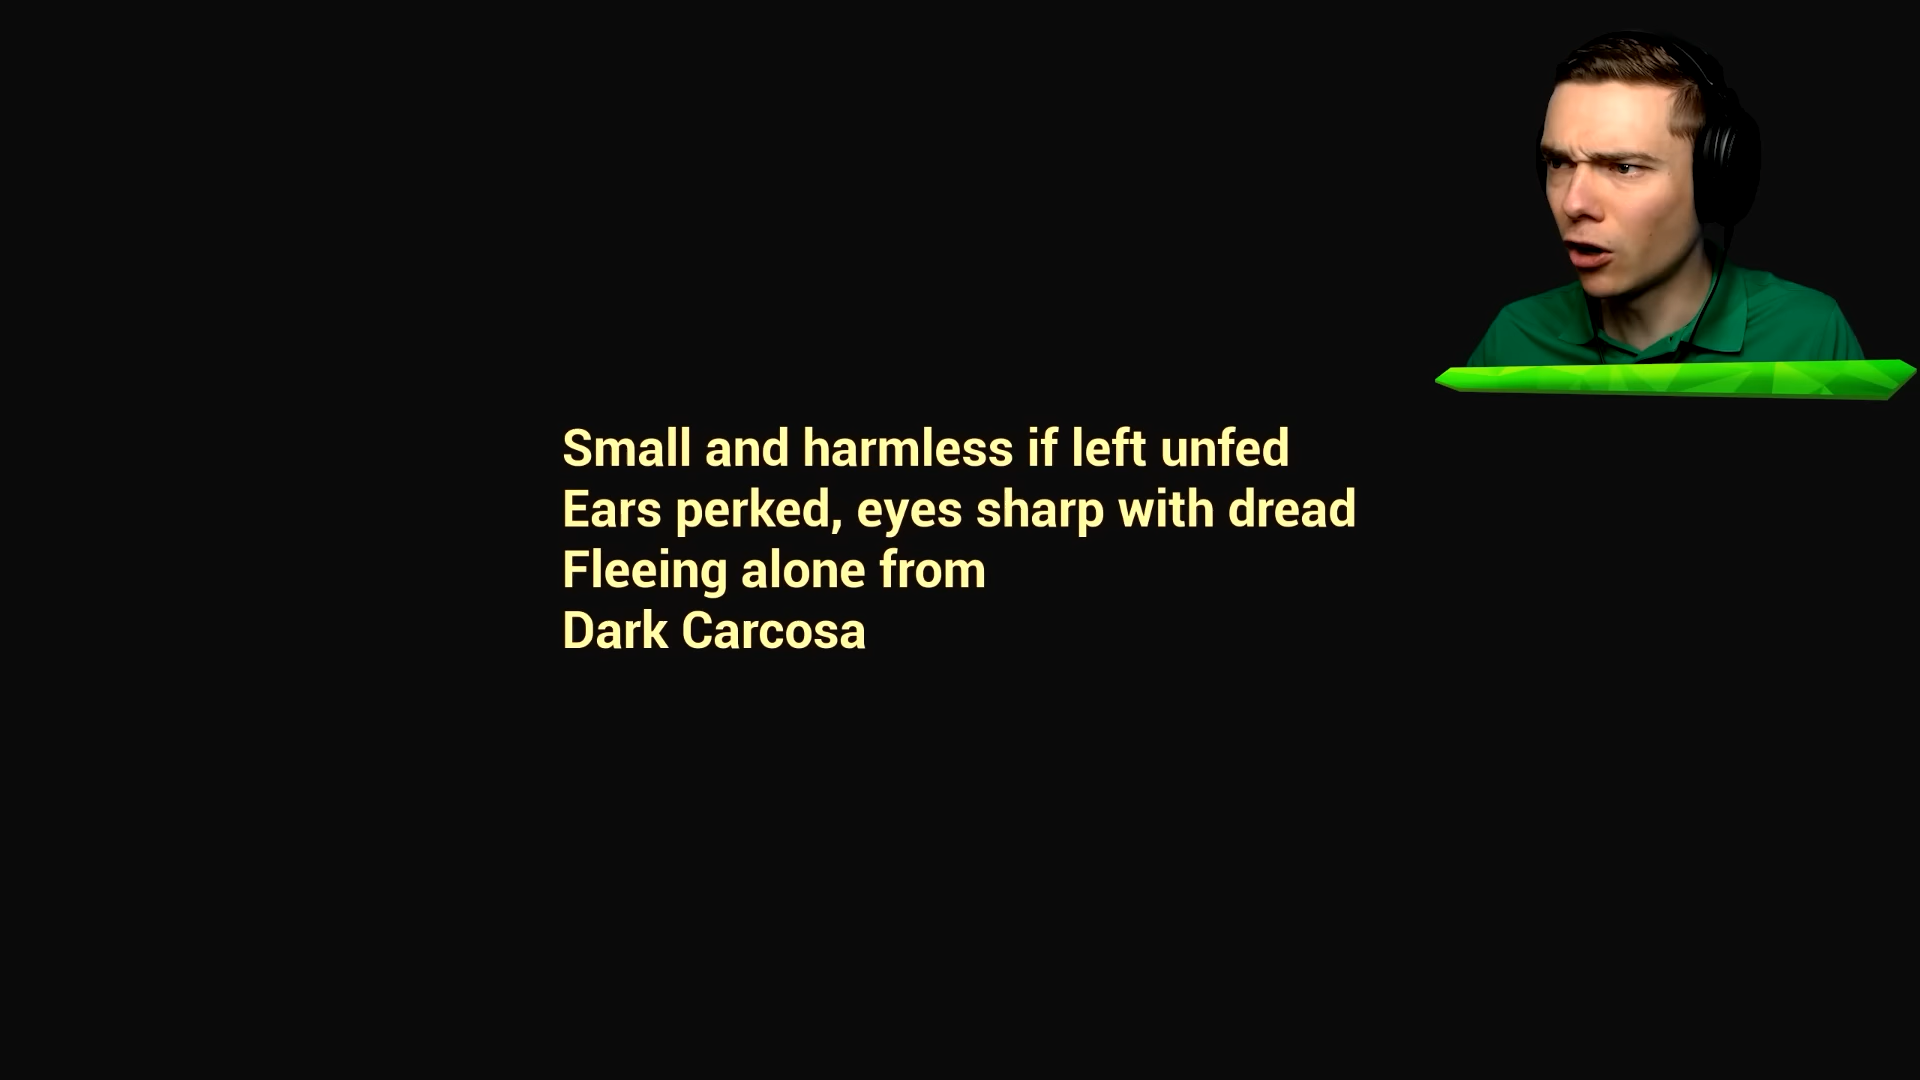 Small and harmless if left unfed
Ears perked, eyes sharp with dread
Fleeing alone from
Dark Carcosa